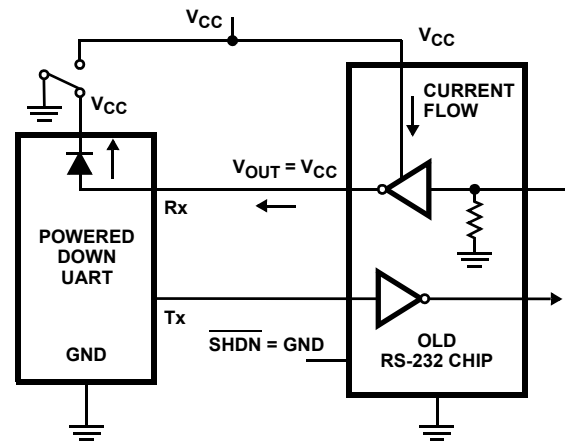 VCC
VCC
VCC
CURRENT
FLOW
VOUT = VCC
Rx
POWERED
DOWN
UART
Tx
GND
SHDN = GND
OLD
RS-232 CHIP